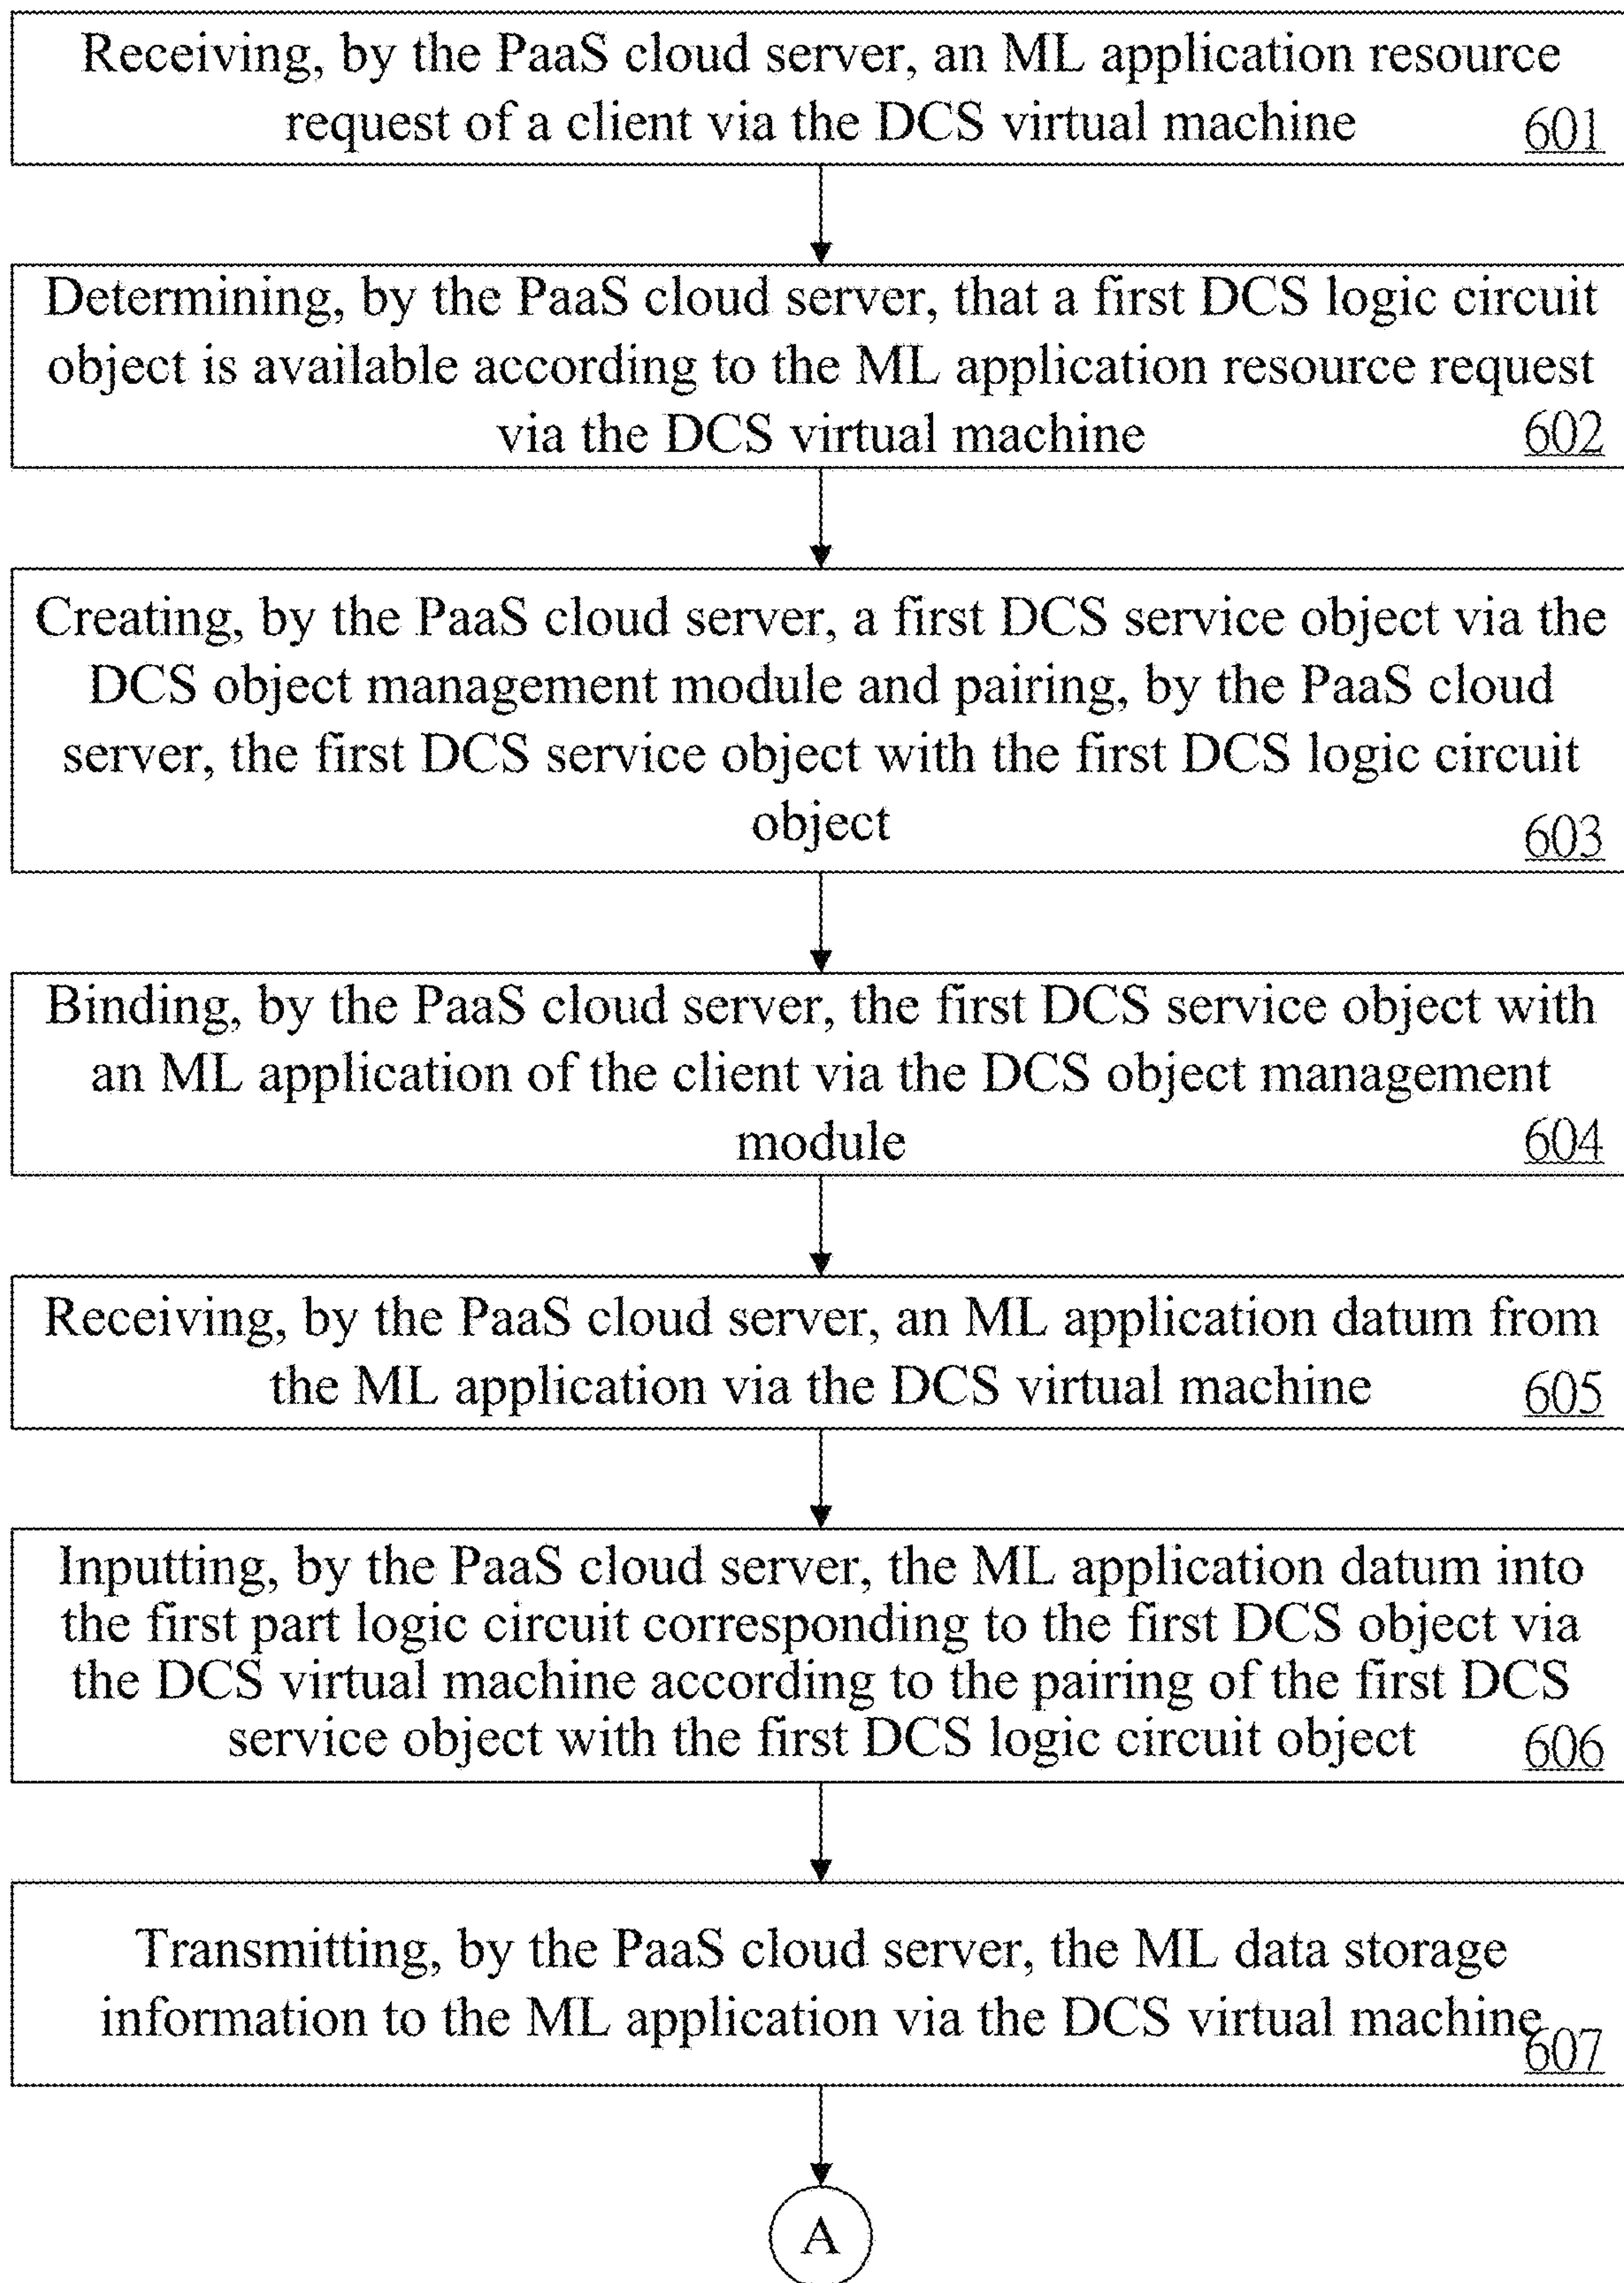 Receiving, by the PaaS cloud server, an ML application resource
request of a client via the DCS virtual machine
601
Determining, by the PaaS cloud server, that a first DCS logic circuit
object is available according to the ML application resource request
via the DCS virtual machine
602
Creating, by the PaaS cloud server, a first DCS service object via the
DCS object management module and pairing, by the PaaS cloud
server, the first DCS service object with the first DCS logic circuit
object
603
Binding, by the PaaS cloud server, the first DCS service object with
an ML application of the client via the DCS object management
module
604
Receiving, by the PaaS cloud server, an ML application datum from
the ML application via the DCS virtual machine
605
Inputting, by the PaaS cloud server, the ML application datum into
the first part logic circuit corresponding to the first DCS object via
the DCS virtual machine according to the pairing of the first DCS
service object with the first DCS logic circuit object
606
Transmitting, by the PaaS cloud server, the ML data storage
information to the ML application via the DCS virtual machine
607
A